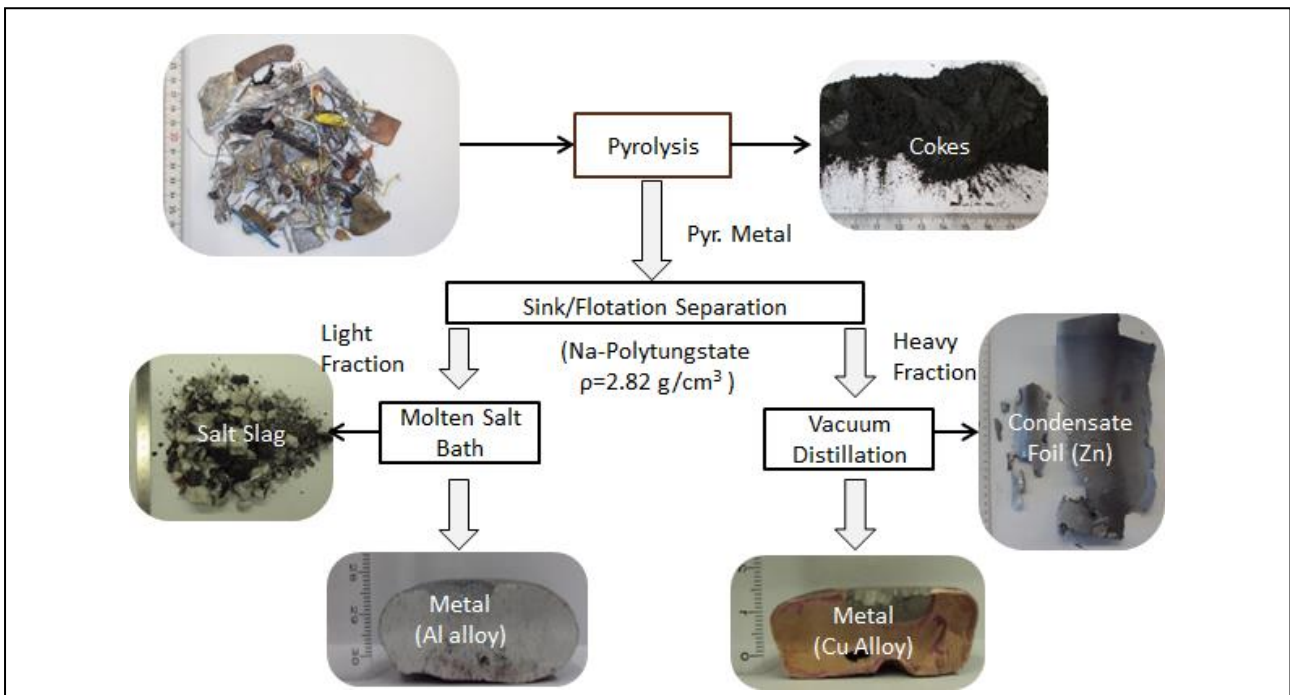 Pyrolysis
Cokes
Pyr. Metal
Sink/Flotation Separation
Light
Fraction
(Na-Polytungstate
ρ=2.82 g/cm³ )
Heavy
Fraction
Salt Slag
Molten Salt
Bath
Vacuum
Distillation
Condensate
Foil (Zn)
Metal
(Al alloy)
Metal
(Cu Alloy)